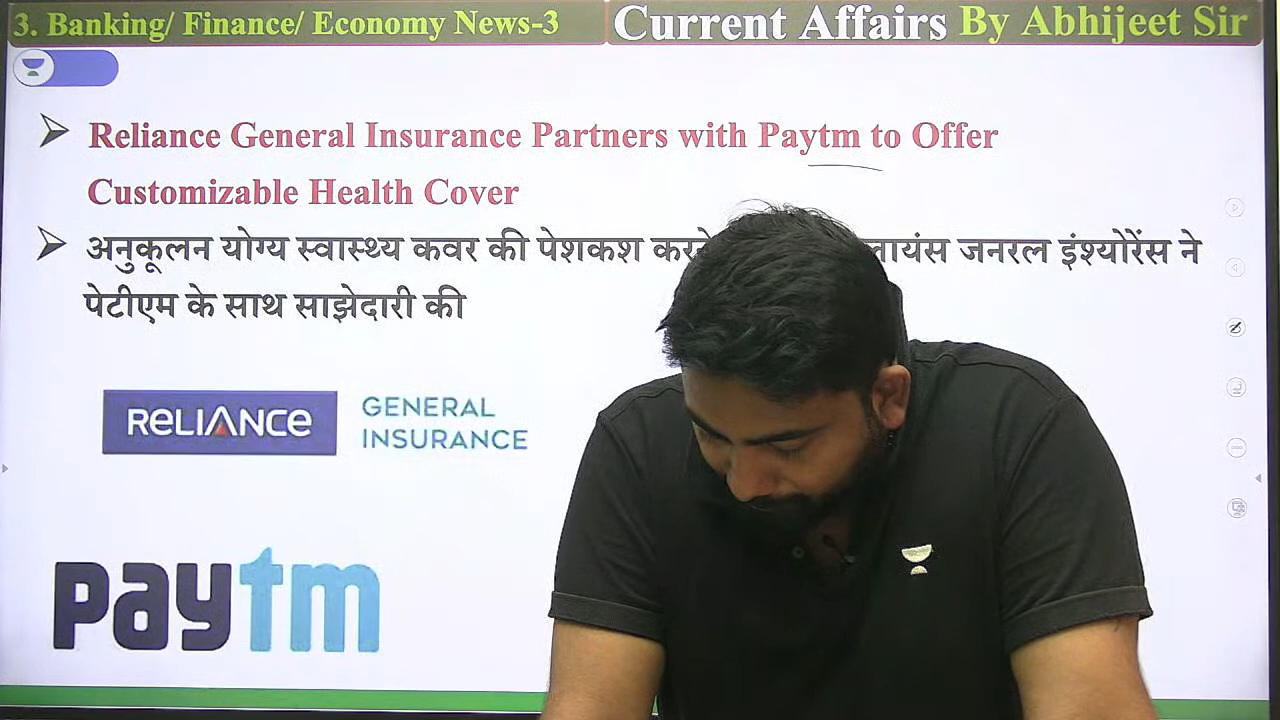 3. Banking/ Finance/ Economy News-3
Current Affairs By Abhijeet Sir
Reliance General Insurance Partners with Paytm to Offer
Customizable Health Cover
अनुकूलन योग्य स्वास्थ्य कवर की पेशकश जनरल इंश्योरेंस ने
पेटीएम के साथ साझेदारी की
RELIANCE GENERAL
INSURANCE
paytm